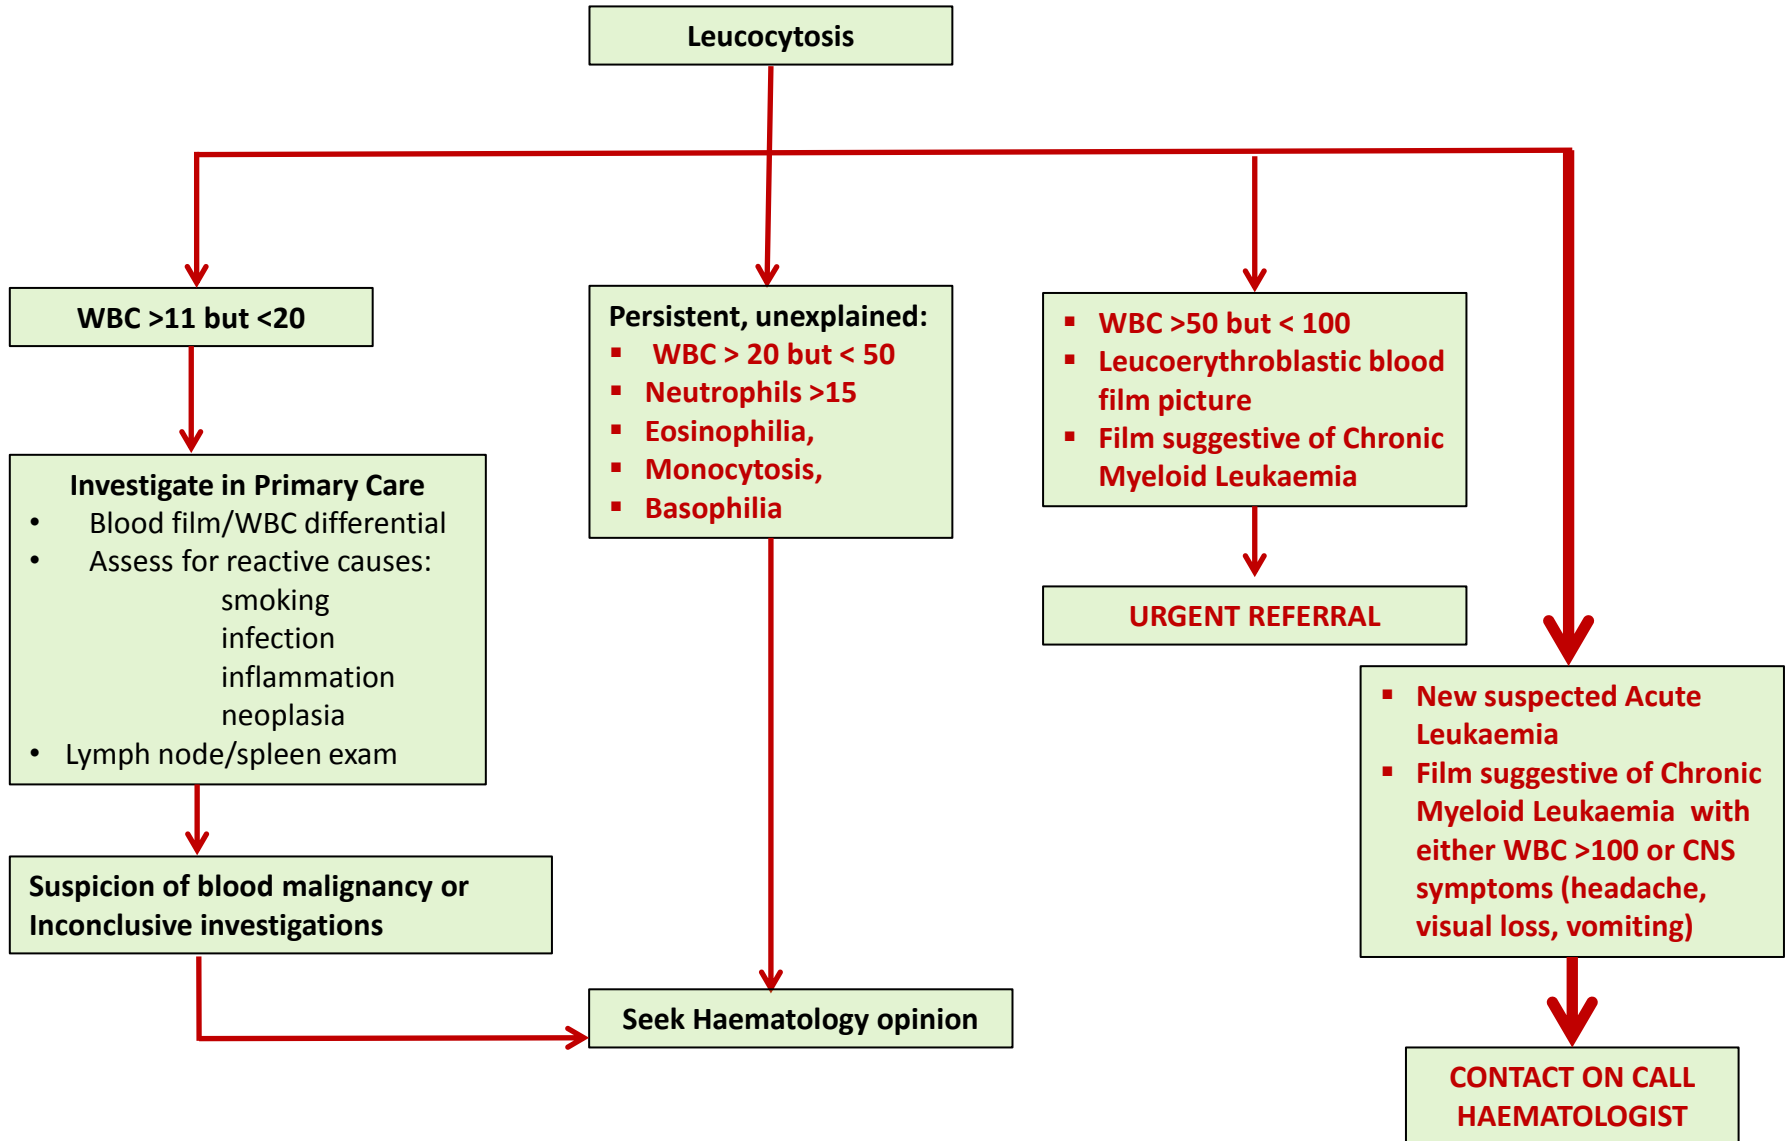 Leucocytosis
WBC >11 but <20
Investigate in Primary Care
• Blood film/WBC differential
• Assess for reactive causes:
smoking
infection
inflammation
neoplasia
• Lymph node/spleen exam
Suspicion of blood malignancy or
Inconclusive investigations
Persistent, unexplained:
▪ WBC > 20 but < 50
▪ Neutrophils >15
▪ Eosinophilia,
▪ Monocytosis,
▪ Basophilia
Seek Haematology opinion
▪ WBC >50 but < 100
▪ Leucoerythroblastic blood
film picture
▪ Film suggestive of Chronic
Myeloid Leukaemia
URGENT REFERRAL
▪ New suspected Acute
Leukaemia
▪ Film suggestive of Chronic
Myeloid Leukaemia with
either WBC >100 or CNS
symptoms (headache,
visual loss, vomiting)
CONTACT ON CALL
HAEMATOLOGIST